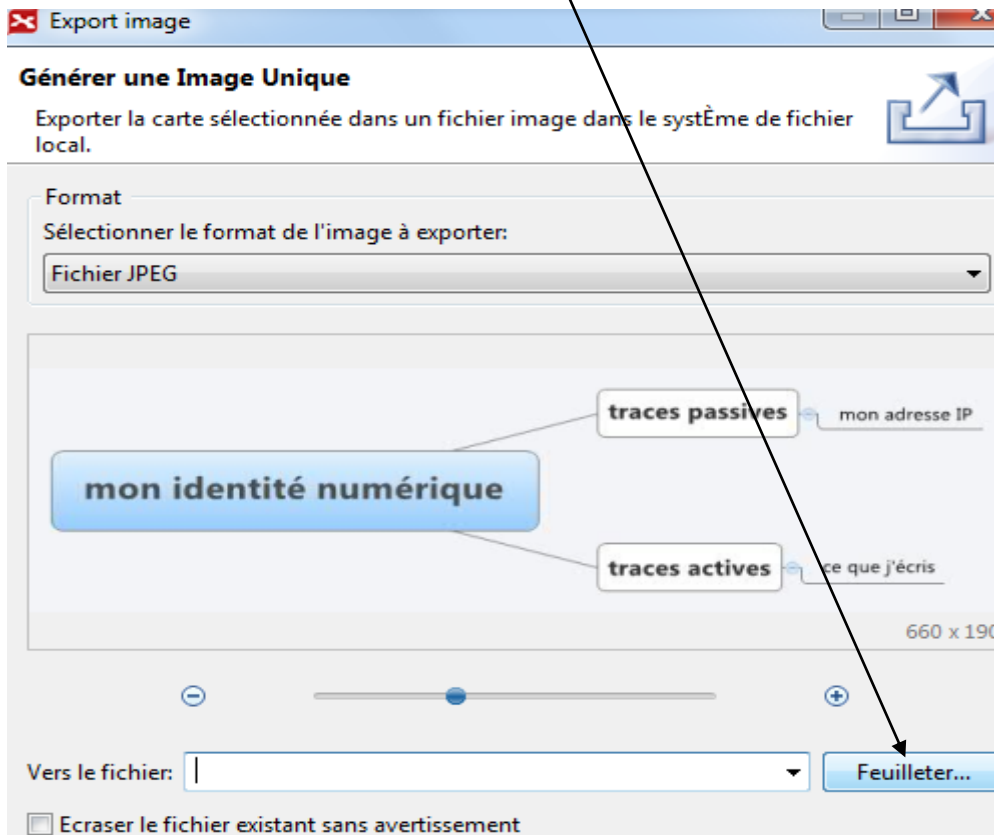 Export image
Générer une Image Unique
Exporter la carte sélectionnée dans un fichier image dans le systÈme de fichier
local.
Format
Sélectionner le format de l'image à exporter:
Fichier JPEG
traces passives
mon adresse IP
mon identité numérique
traces actives
ce que j'écris
660 x 190
Vers le fichier:
Feuilleter...
Ecraser le fichier existant sans avertissement